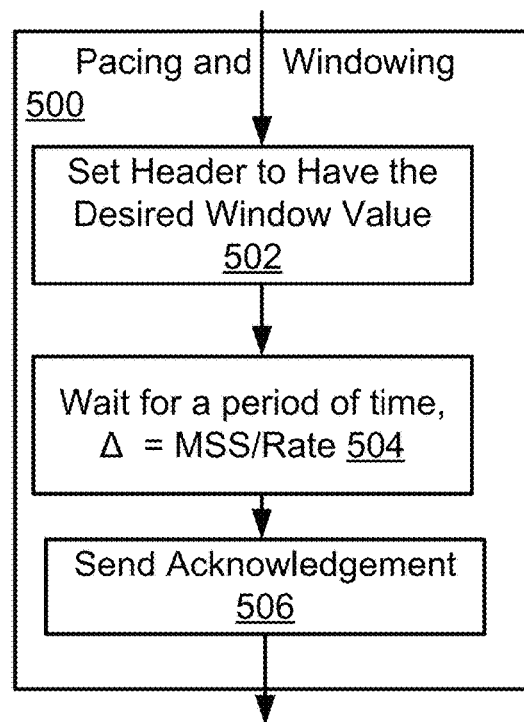 Pacing and Windowing
500
Set Header to Have the
Desired Window Value
502
Wait for a period of time,
Δ = MSS/Rate 504
Send Acknowledgement
506